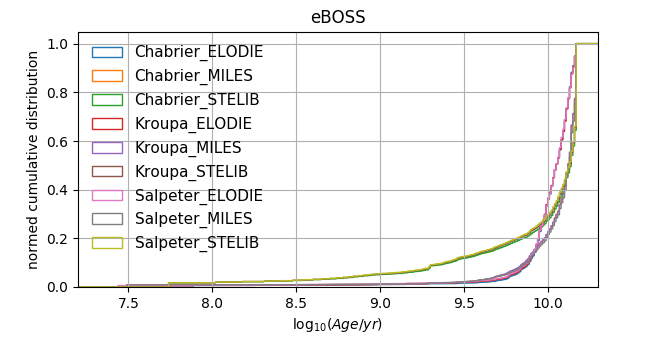 eBOSS
normed cumulative distribution
1.0
0.8
0.6
0.4
0.2
0.0
Chabrier_ELODIE
Chabrier_MILES
Chabrier_STELIB
Kroupa_ELODIE
Kroupa_MILES
Kroupa_STELIB
Salpeter_ELODIE
Salpeter_MILES
Salpeter_STELIB
7.5 8.0 8.5 9.0 9.5 10.0
log₁₀(Age/yr)